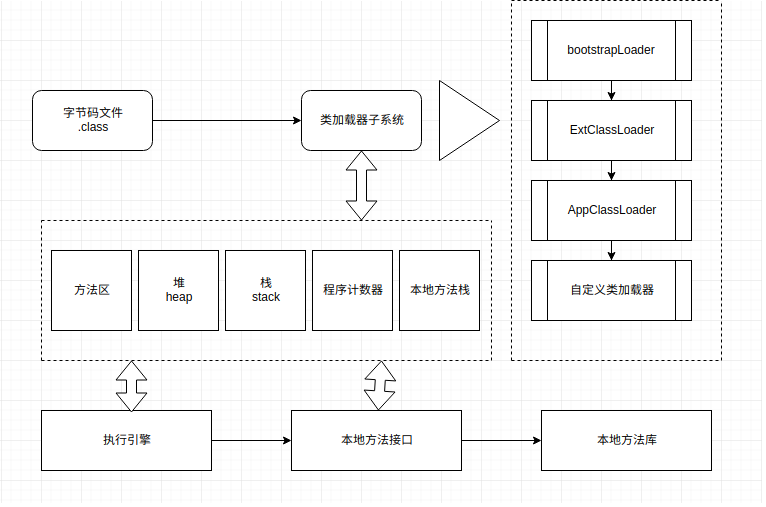 bootstrapLoader
字节码文件
.class
类加载器子系统
ExtClassLoader
AppClassLoader
自定义类加载器
方法区
堆
heap
栈
stack
程序计数器
本地方法栈
执行引擎
本地方法接口
本地方法库